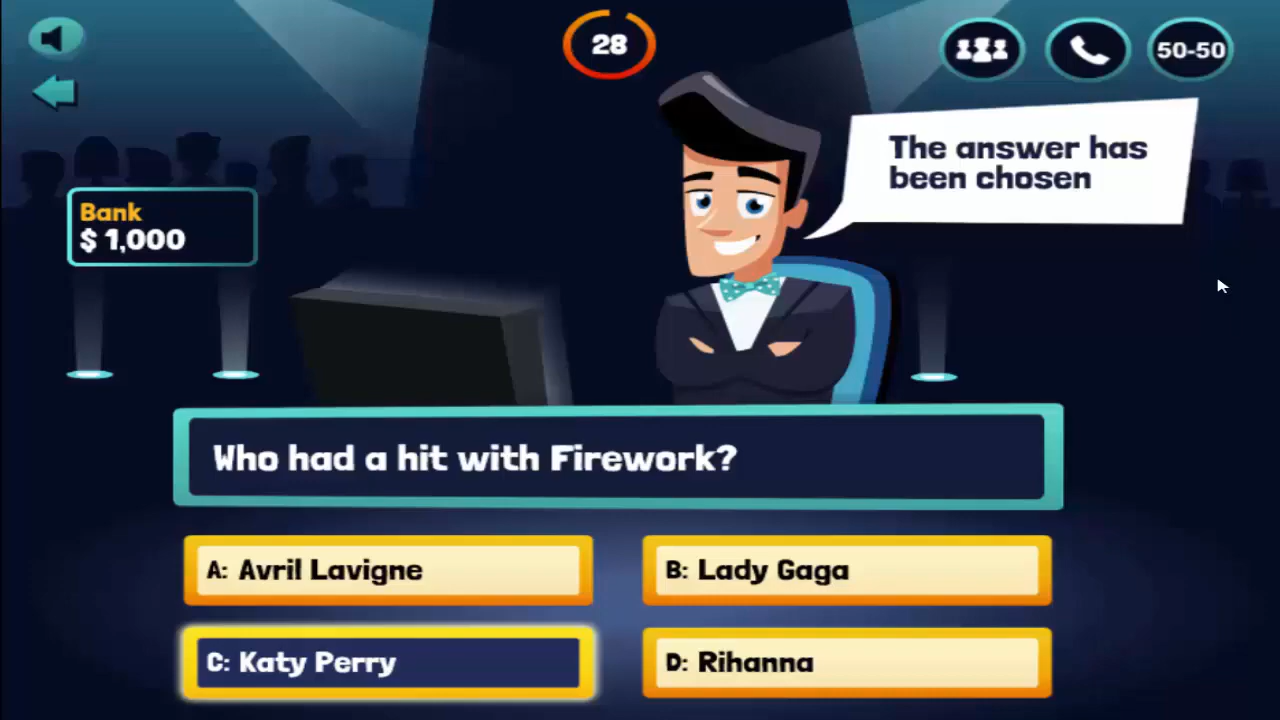 28
50-50
The answer has
been chosen
Bank
$ 1,000
Who had a hit with Firework?
A: Avril Lavigne
B: Lady Gaga
C: Katy Perry
D: Rihanna